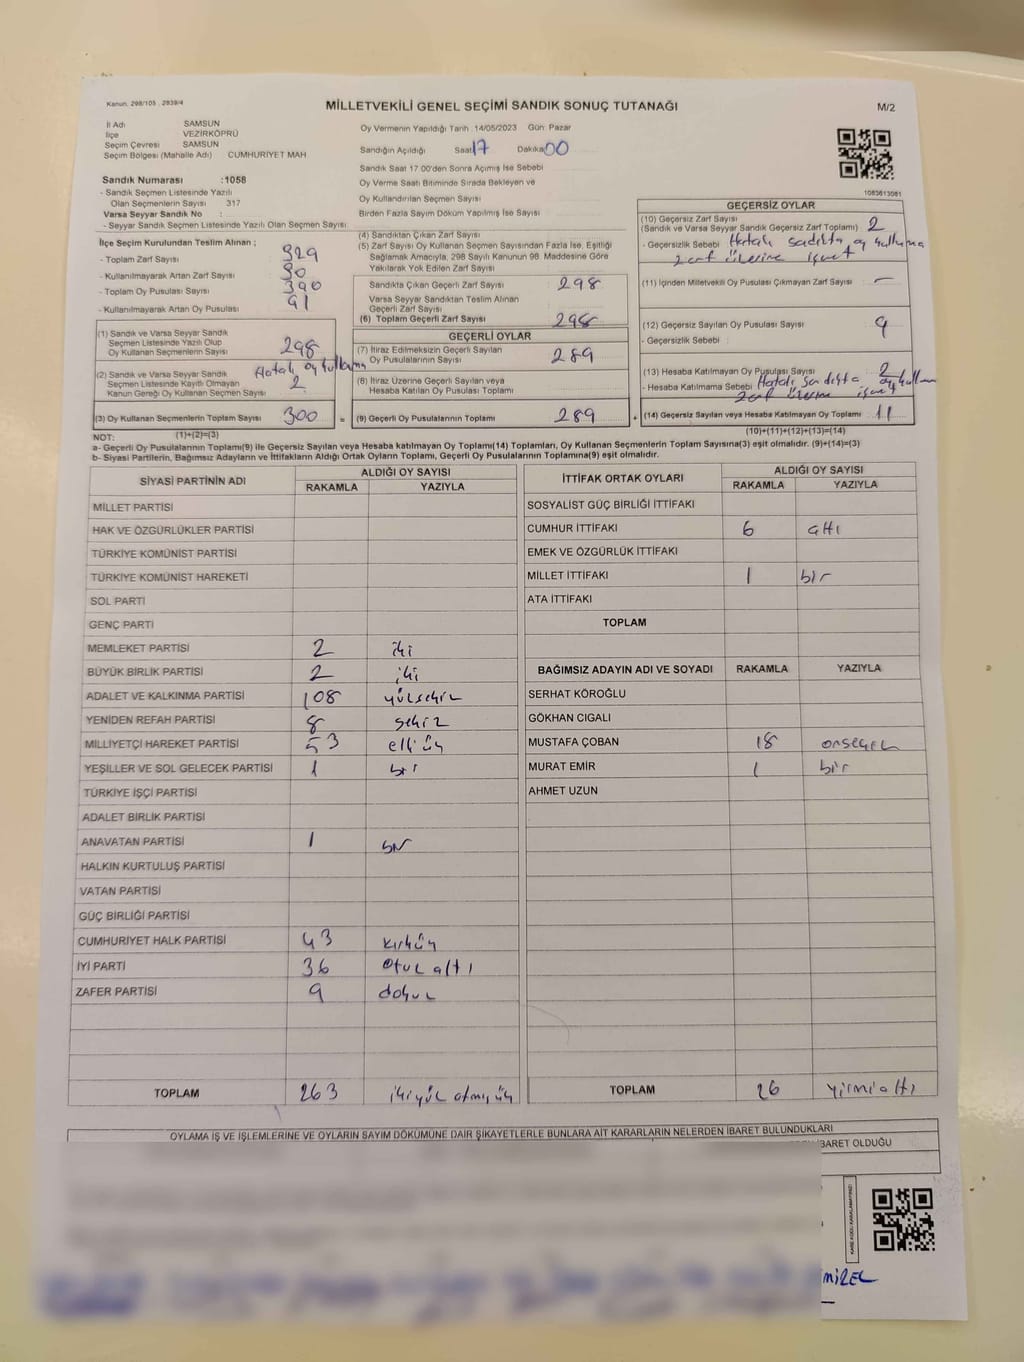 Kanun. 298/105 . 2839/4
MİLLETVEKİLİ GENEL SEÇİMİ SANDIK SONUÇ TUTANAĞI
M/2
İl Adı SAMSUN
İlçe VEZİRKÖPRÜ
Seçim Çevresi SAMSUN
Seçim Bölgesi (Mahalle Adı) CUMHURİYET MAH
Oy Vermenin Yapıldığı Tarih :14/05/2023 Gün: Pazar
Sandığın Açıldığı Saat 17 Dakika 00
Sandık Saat 17:00'den Sonra Açımış İse Sebebi
Oy Verme Saati Bitiminde Sırada Bekleyen ve
Oy Kullandırılan Seçmen Sayısı
Birden Fazla Sayım Döküm Yapılmış İse Sayısı
1083613081
Sandık Numarası :1058
- Sandık Seçmen Listesinde Yazılı
Olan Seçmenlerin Sayısı 317
Varsa Seyyar Sandık No :
- Seyyar Sandık Seçmen Listesinde Yazılı Olan Seçmen Sayısı
İlçe Seçim Kurulundan Teslim Alınan ;
- Toplam Zarf Sayısı 329
- Kullanılmayarak Artan Zarf Sayısı 30
- Toplam Oy Pusulası Sayısı 390
- Kullanılmayarak Artan Oy Pusulası 91
(1) Sandık ve Varsa Seyyar Sandık
Seçmen Listesinde Yazılı Olup
Oy Kullanan Seçmenlerin Sayısı 298
(2) Sandık ve Varsa Seyyar Sandık Hatalı oy kullanma
Seçmen Listesinde Kayıtlı Olmayan
Kanun Gereği Oy Kullanan Seçmen Sayısı 2
(3) Oy Kullanan Seçmenlerin Toplam Sayısı 300
(4) Sandıktan Çıkan Zarf Sayısı
(5) Zarf Sayısı Oy Kullanan Seçmen Sayısından Fazla İse, Eşitliği
Sağlamak Amacıyla, 298 Sayılı Kanunun 98. Maddesine Göre
Yakılarak Yok Edilen Zarf Sayısı
Sandıkta Çıkan Geçerli Zarf Sayısı 298
Varsa Seyyar Sandıktan Teslim Alınan
Geçerli Zarf Sayısı
(6) Toplam Geçerli Zarf Sayısı 298
GEÇERLİ OYLAR
(7) İtiraz Edilmeksizin Geçerli Sayılan
Oy Pusulalarının Sayısı 289
(8) İtiraz Üzerine Geçerli Sayılan veya
Hesaba Katılan Oy Pusulası Sayısı
= (9) Geçerli Oy Pusulalarının Toplamı 289
GEÇERSİZ OYLAR
(10) Geçersiz Zarf Sayısı
(Sandık ve Varsa Seyyar Sandık Geçersiz Zarf Toplamı) 2
- Geçersizlik Sebebi Hatalı sandıkta oy kullanma
zarf üzerine işaret
(11) İçinden Milletvekili Oy Pusulası Çıkmayan Zarf Sayısı —
(12) Geçersiz Sayılan Oy Pusulası Sayısı 9
- Geçersizlik Sebebi :
(13) Hesaba Katılmayan Oy Pusulası Sayısı 2
- Hesaba Katılmama Sebebi Hatalı sandıkta oy kullan
zarf üzerine işaret
+ (14) Geçersiz Sayılan veya Hesaba Katılmayan Oy Toplamı 11
NOT: (1)+(2)=(3)
(10)+(11)+(12)+(13)=(14)
a- Geçerli Oy Pusulalarının Toplamı(9) ile Geçersiz Sayılan veya Hesaba katılmayan Oy Toplamı(14) Toplamları, Oy Kullanan Seçmenlerin Toplam Sayısına(3) eşit olmalıdır. (9)+(14)=(3)
b- Siyasi Partilerin, Bağımsız Adayların ve İttifakların Aldığı Ortak Oyların Toplamı, Geçerli Oy Pusulalarının Toplamına(9) eşit olmalıdır.
SİYASİ PARTİNİN ADI ALDIĞI OY SAYISI
RAKAMLA YAZIYLA
MİLLET PARTİSİ
HAK VE ÖZGÜRLÜKLER PARTİSİ
TÜRKİYE KOMÜNİST PARTİSİ
TÜRKİYE KOMÜNİST HAREKETİ
SOL PARTİ
GENÇ PARTİ
MEMLEKET PARTİSİ 2 iki
BÜYÜK BİRLİK PARTİSİ 2 iki
ADALET VE KALKINMA PARTİSİ 108 yüzsekiz
YENİDEN REFAH PARTİSİ 8 sekiz
MİLLİYETÇİ HAREKET PARTİSİ 53 elliüç
YEŞİLLER VE SOL GELECEK PARTİSİ 1 bir
TÜRKİYE İŞÇİ PARTİSİ
ADALET BİRLİK PARTİSİ
ANAVATAN PARTİSİ 1 bir
HALKIN KURTULUŞ PARTİSİ
VATAN PARTİSİ
GÜÇ BİRLİĞİ PARTİSİ
CUMHURİYET HALK PARTİSİ 43 kırküç
İYİ PARTİ 36 otuz altı
ZAFER PARTİSİ 9 dokuz
TOPLAM 263 ikiyüz atmışüç
İTTİFAK ORTAK OYLARI ALDIĞI OY SAYISI
RAKAMLA YAZIYLA
SOSYALİST GÜÇ BİRLİĞİ İTTİFAKI
CUMHUR İTTİFAKI 6 altı
EMEK VE ÖZGÜRLÜK İTTİFAKI
MİLLET İTTİFAKI 1 bir
ATA İTTİFAKI
TOPLAM
BAĞIMSIZ ADAYIN ADI VE SOYADI RAKAMLA YAZIYLA
SERHAT KÖROĞLU
GÖKHAN CIGALI
MUSTAFA ÇOBAN 18 onsekiz
MURAT EMİR 1 bir
AHMET UZUN
TOPLAM 26 yirmialtı
OYLAMA İŞ VE İŞLEMLERİNE VE OYLARIN SAYIM DÖKÜMÜNE DAİR ŞİKAYETLERLE BUNLARA AİT KARARLARIN NELERDEN İBARET BULUNDUKLARI
İBARET OLDUĞU
KARE KODU KARALAMAYINIZ!
MİREL